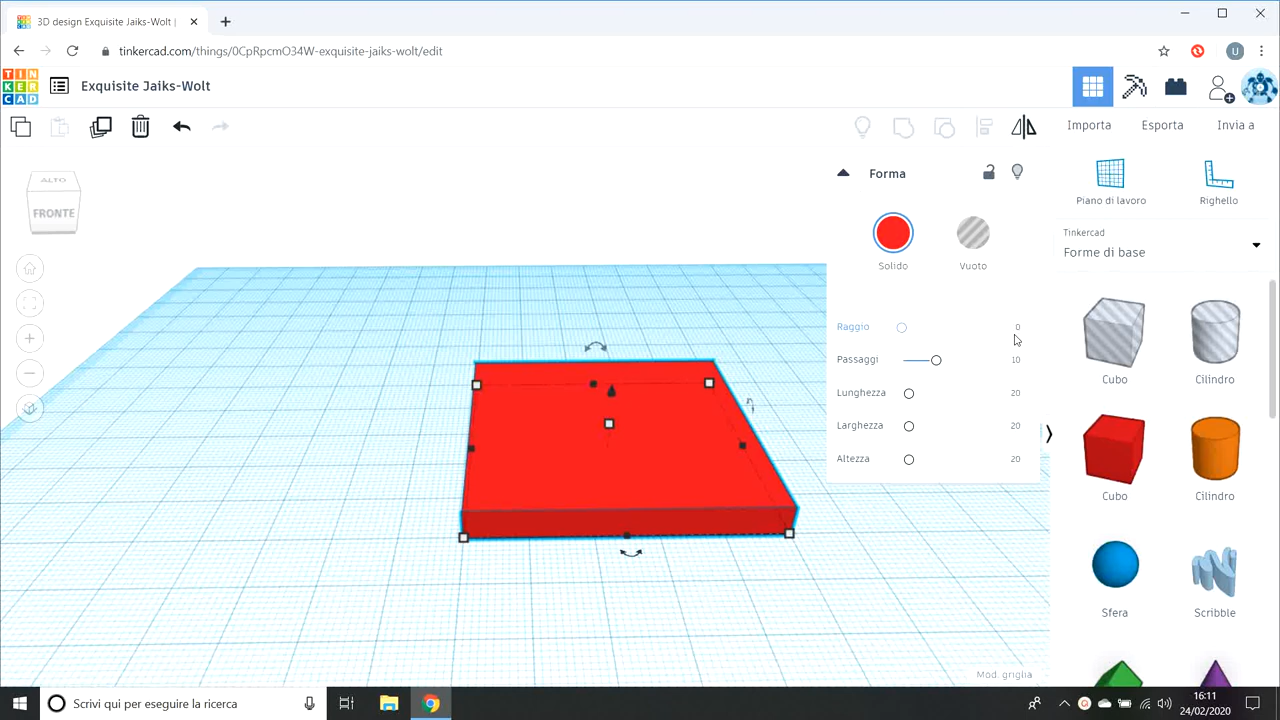 3D design Exquisite Jaiks-Wolt |
tinkercad.com/things/0CpRpcmO34W-exquisite-jaiks-wolt/edit
U
TIN
KER
CAD
Exquisite Jaiks-Wolt
Importa
Esporta
Invia a
ALTO
FRONTE
Forma
Solido
Vuoto
Raggio
0
Passaggi
10
Lunghezza
20
Larghezza
20
Altezza
20
Piano di lavoro
Righello
Tinkercad
Forme di base
Cubo
Cilindro
Cubo
Cilindro
Sfera
Scribble
Mod. griglia
Scrivi qui per eseguire la ricerca
16:11
24/02/2020